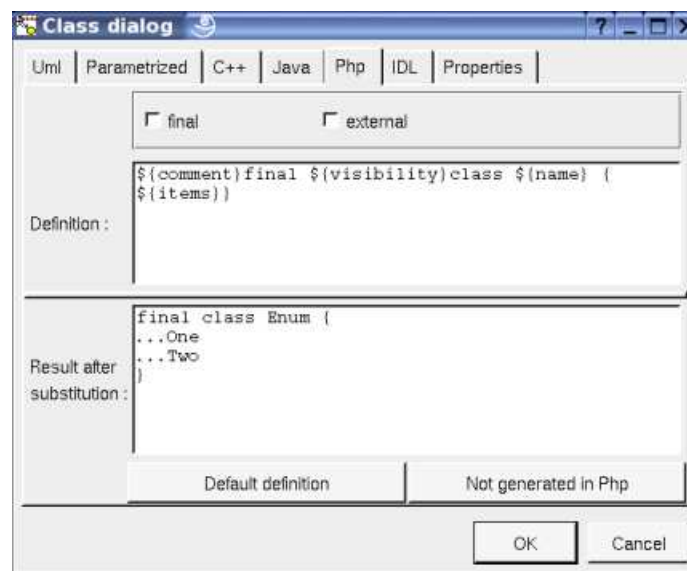 Class dialog
Uml Parametrized C++ Java Php IDL Properties
final external
${comment}final ${visibility}class ${name} {
${items}}
Definition :
final class Enum {
...One
...Two
}
Result after
substitution :
Default definition Not generated in Php
OK Cancel